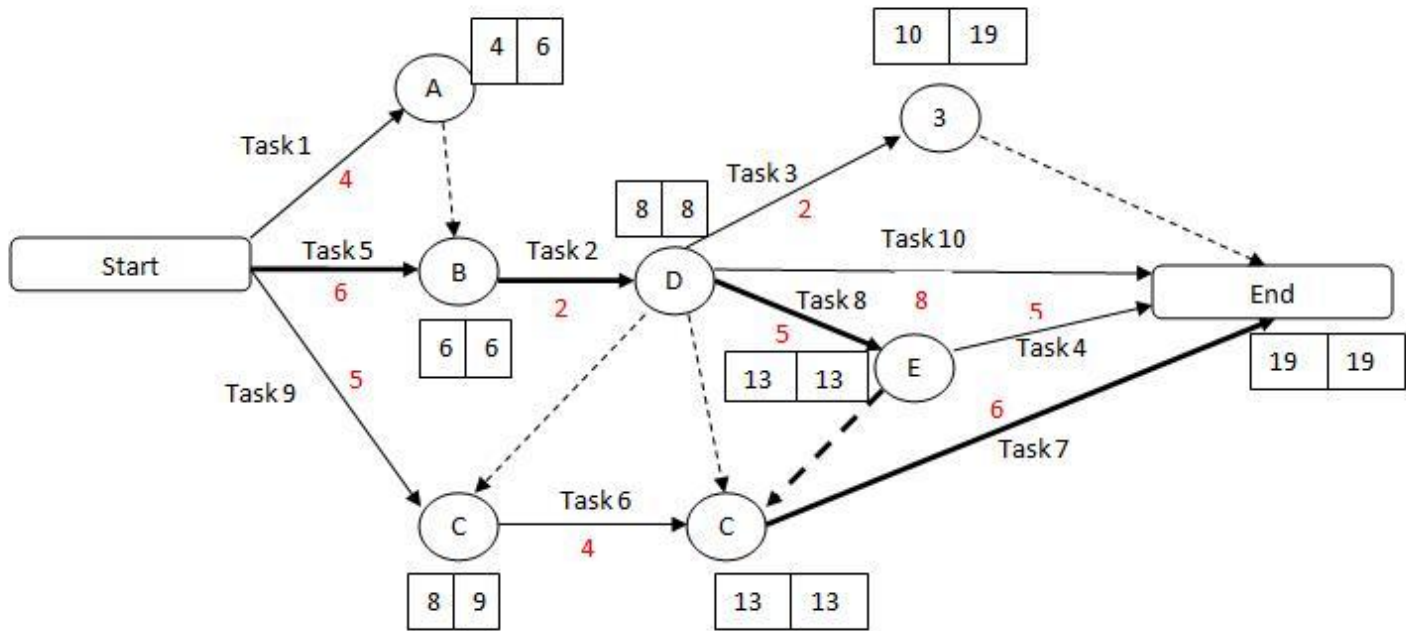 4 6
10 19
A
3
Task 1
4
Task 3
2
8 8
Start
Task 5
6
B
Task 2
2
D
Task 10
8
End
Task 8
5
5
Task 4
6 6
13 13
E
19 19
Task 9
5
6
Task 7
C
Task 6
4
C
8 9
13 13